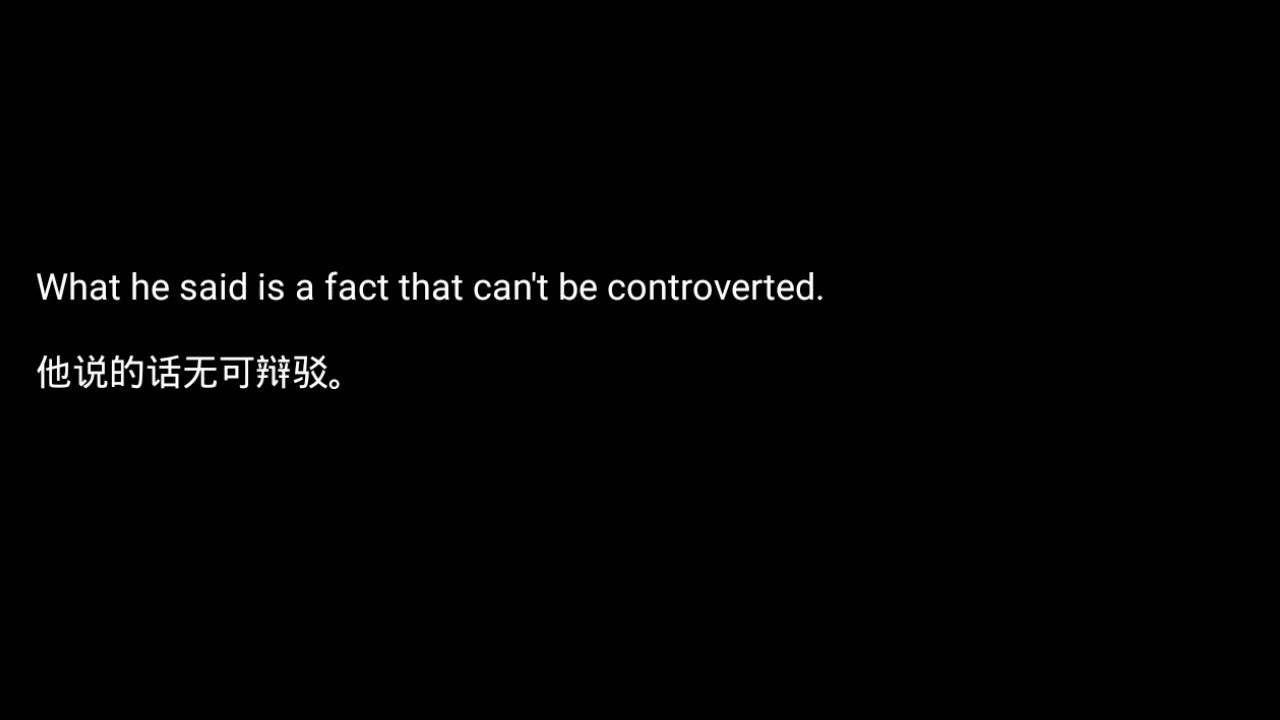 What he said is a fact that can't be controverted.
他说的话无可辩驳。